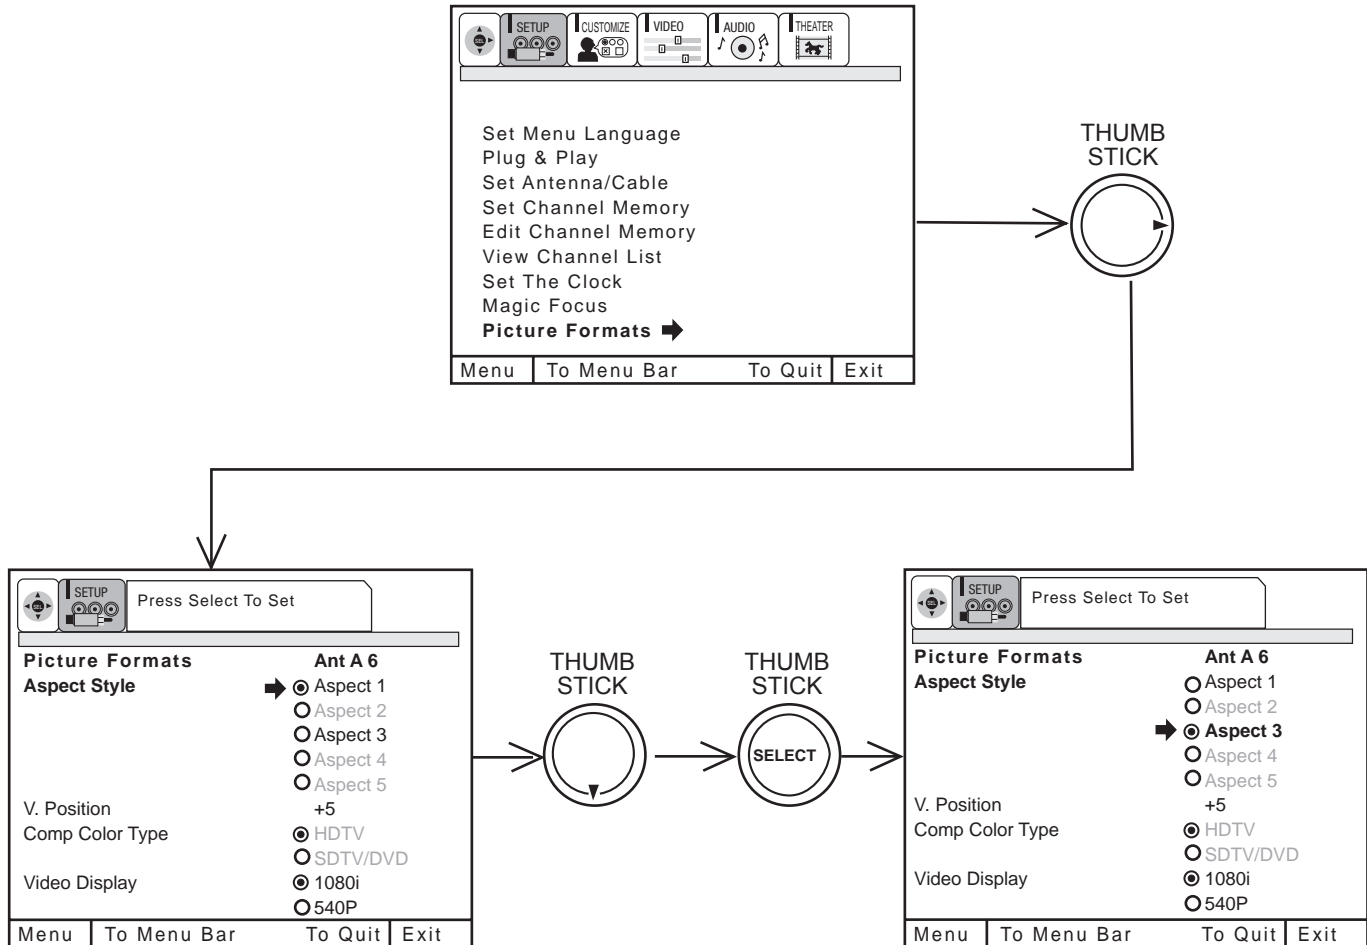 SEL
SETUP
CUSTOMIZE
VIDEO
AUDIO
THEATER
Set Menu Language
Plug & Play
Set Antenna/Cable
Set Channel Memory
Edit Channel Memory
View Channel List
Set The Clock
Magic Focus
Picture Formats
Menu To Menu Bar To Quit Exit
THUMB
STICK
SEL
SETUP
Press Select To Set
Picture Formats Ant A 6
Aspect Style Aspect 1
Aspect 2
Aspect 3
Aspect 4
Aspect 5
V. Position +5
Comp Color Type HDTV
SDTV/DVD
Video Display 1080i
540P
Menu To Menu Bar To Quit Exit
THUMB
STICK
THUMB
STICK
SELECT
SEL
SETUP
Press Select To Set
Picture Formats Ant A 6
Aspect Style Aspect 1
Aspect 2
Aspect 3
Aspect 4
Aspect 5
V. Position +5
Comp Color Type HDTV
SDTV/DVD
Video Display 1080i
540P
Menu To Menu Bar To Quit Exit